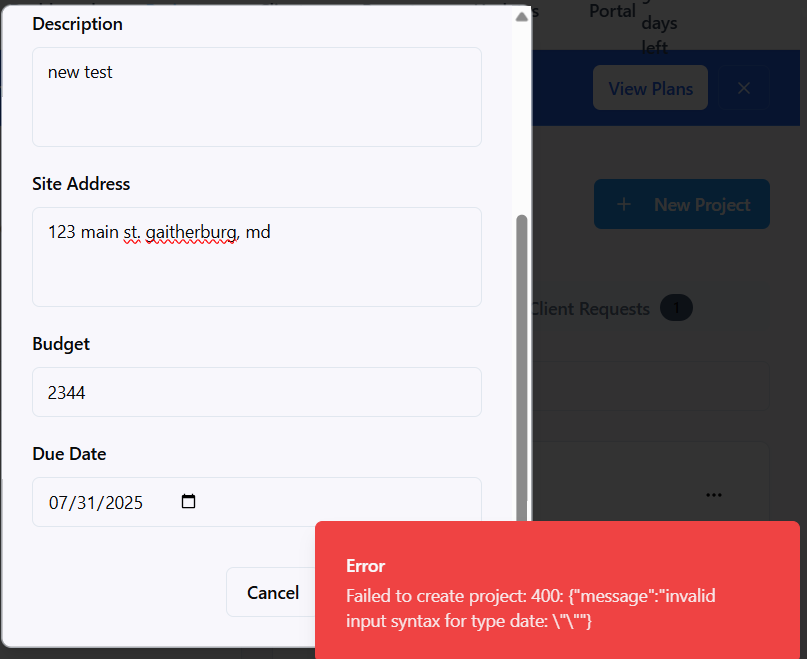 Description
new test
Site Address
123 main st. gaitherburg, md
Budget
2344
Due Date
07/31/2025
Cancel
Portal
days
left
View Plans
+ New Project
Client Requests 1
...
Error
Failed to create project: 400: {"message":"invalid
input syntax for type date: \"\""}